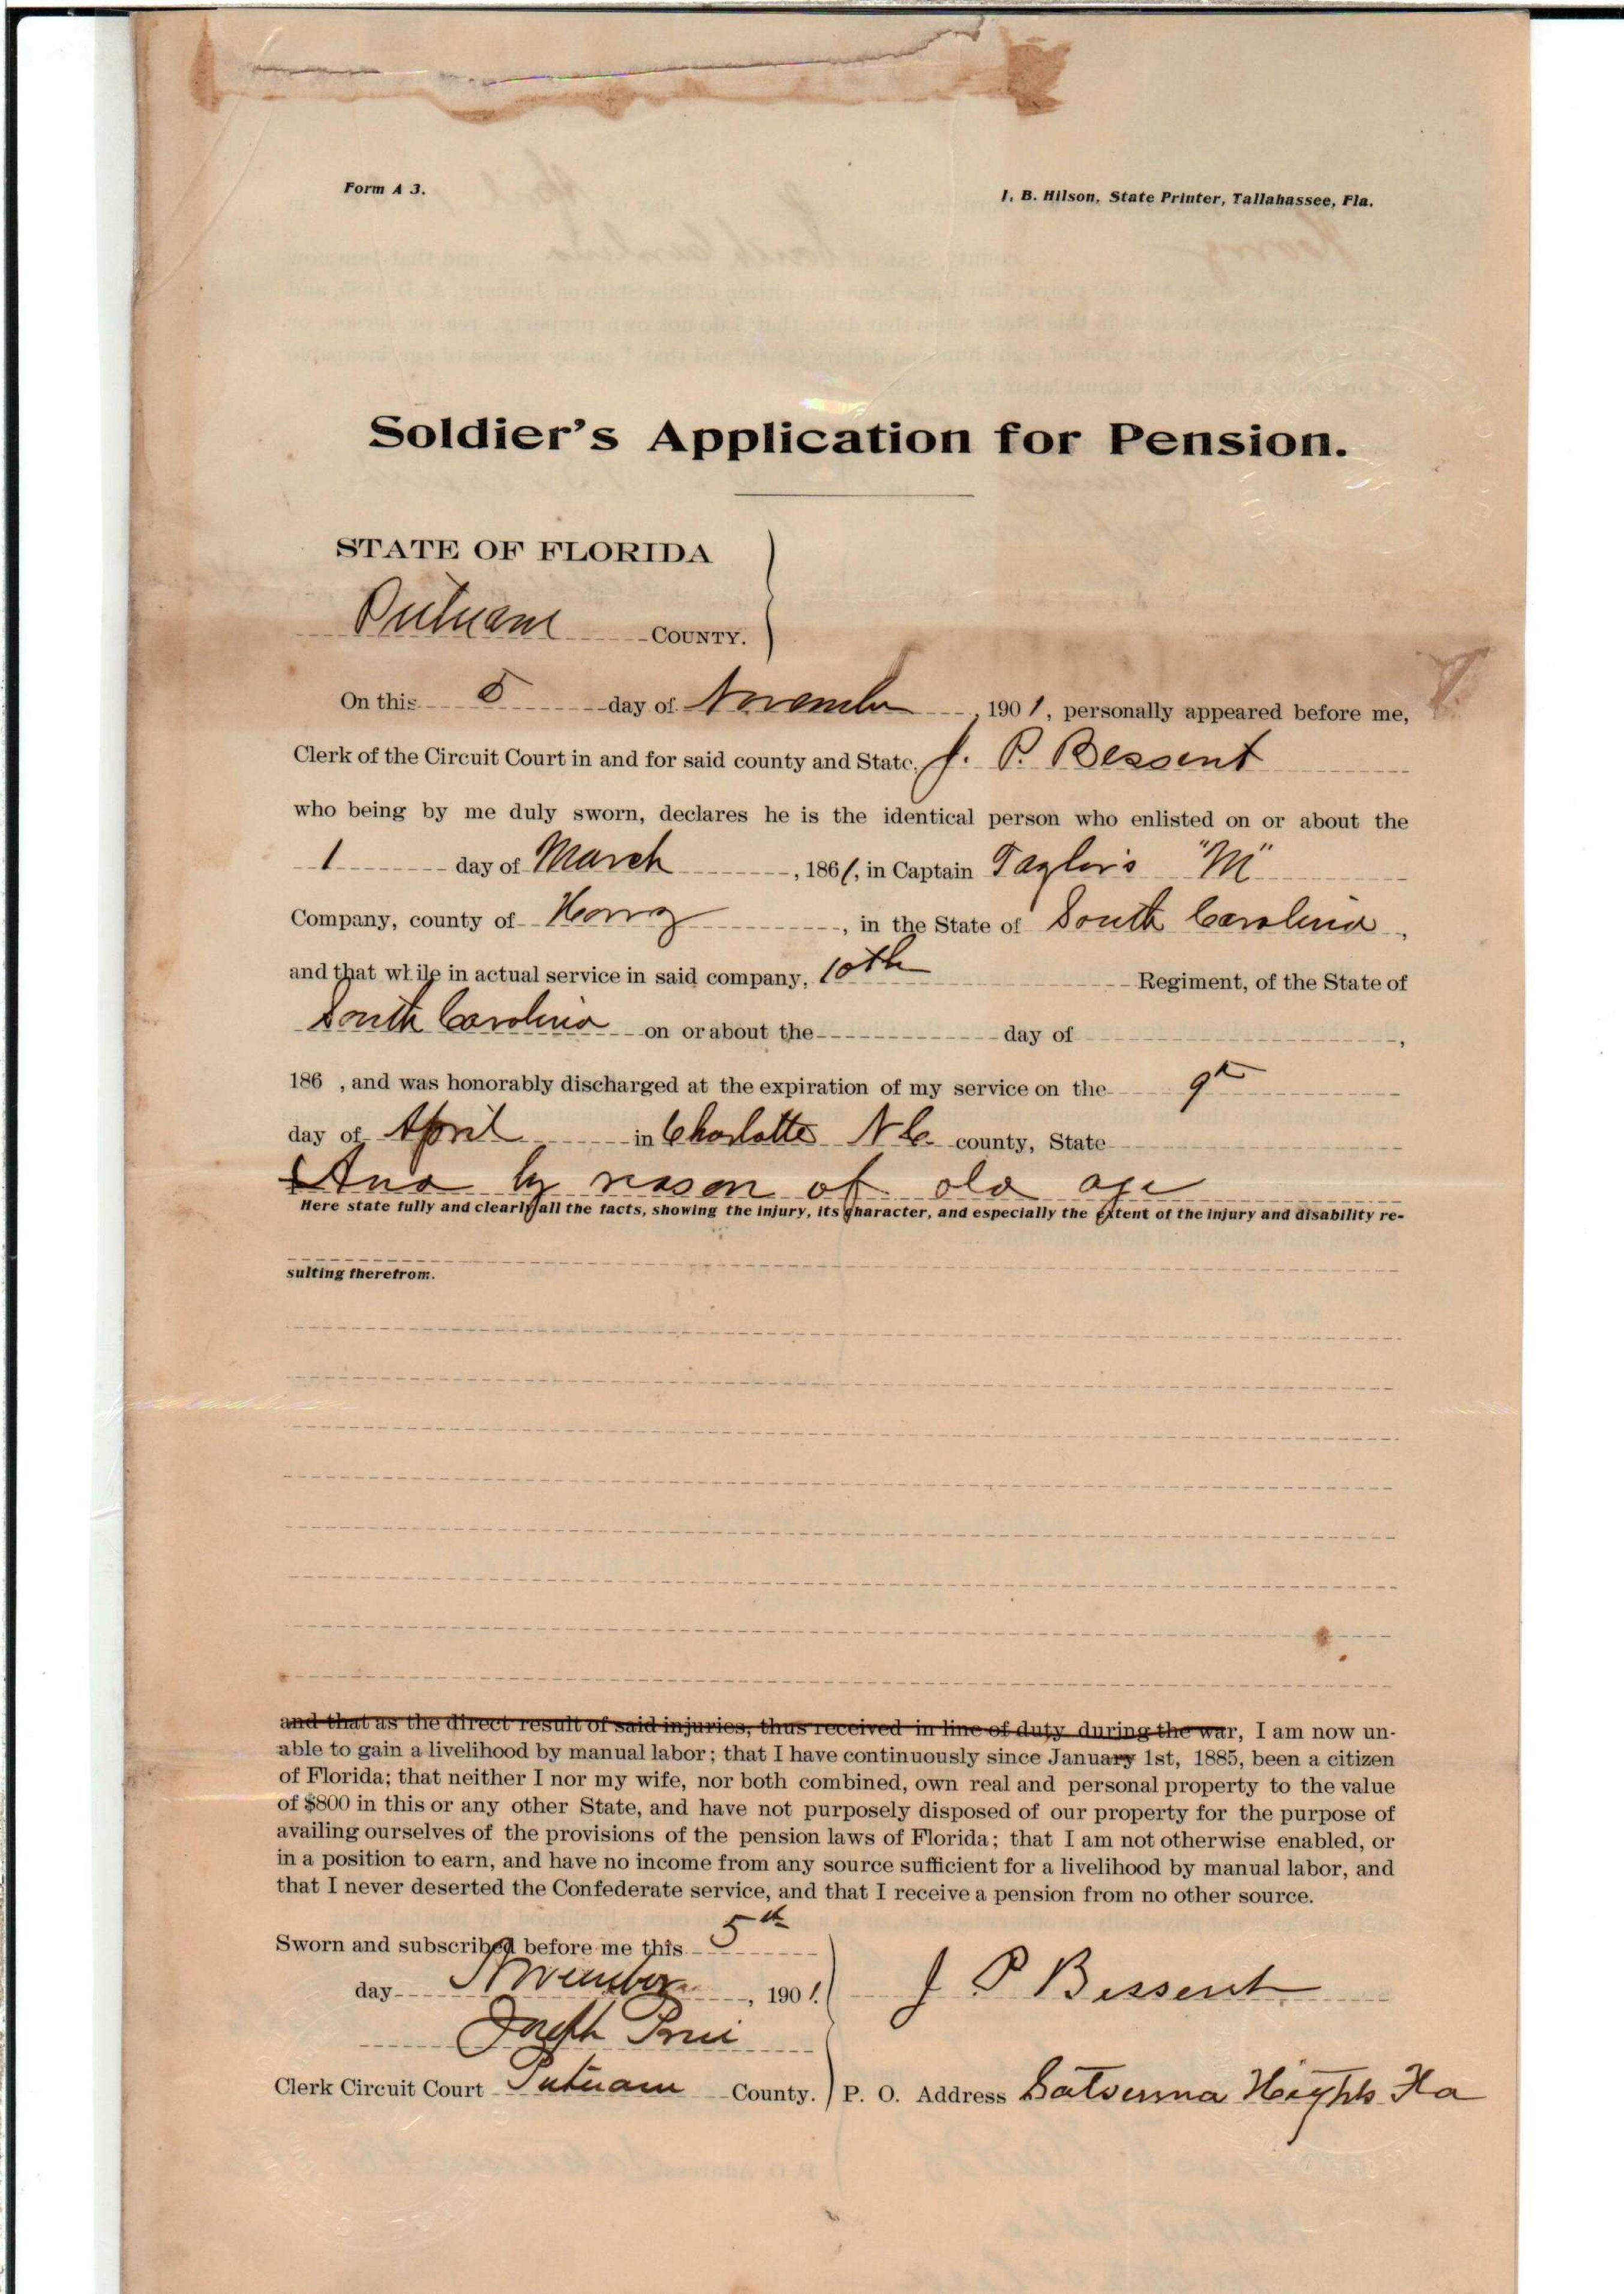 Form A 3.
I. B. Hilson, State Printer, Tallahassee, Fla.
Soldier's Application for Pension.
STATE OF FLORIDA
Putnam COUNTY.
On this 5 day of November, 1901, personally appeared before me,
Clerk of the Circuit Court in and for said county and State, J. P. Bessent
who being by me duly sworn, declares he is the identical person who enlisted on or about the
1 day of March, 1861, in Captain Taylor's "M"
Company, county of Horry, in the State of South Carolina,
and that while in actual service in said company, 10th Regiment, of the State of
South Carolina on or about the day of ,
186 , and was honorably discharged at the expiration of my service on the 9th
day of April in Charlotte N C. county, State
And by reason of old age
Here state fully and clearly all the facts, showing the injury, its character, and especially the extent of the injury and disability re-
sulting therefrom.
and that as the direct result of said injuries, thus received in line of duty during the war, I am now un-
able to gain a livelihood by manual labor; that I have continuously since January 1st, 1885, been a citizen
of Florida; that neither I nor my wife, nor both combined, own real and personal property to the value
of $800 in this or any other State, and have not purposely disposed of our property for the purpose of
availing ourselves of the provisions of the pension laws of Florida; that I am not otherwise enabled, or
in a position to earn, and have no income from any source sufficient for a livelihood by manual labor, and
that I never deserted the Confederate service, and that I receive a pension from no other source.
Sworn and subscribed before me this 5th
day November, 1901.
J P Bessent
Joseph Price
Clerk Circuit Court Putnam County.
P. O. Address Satsuma Heights Fla